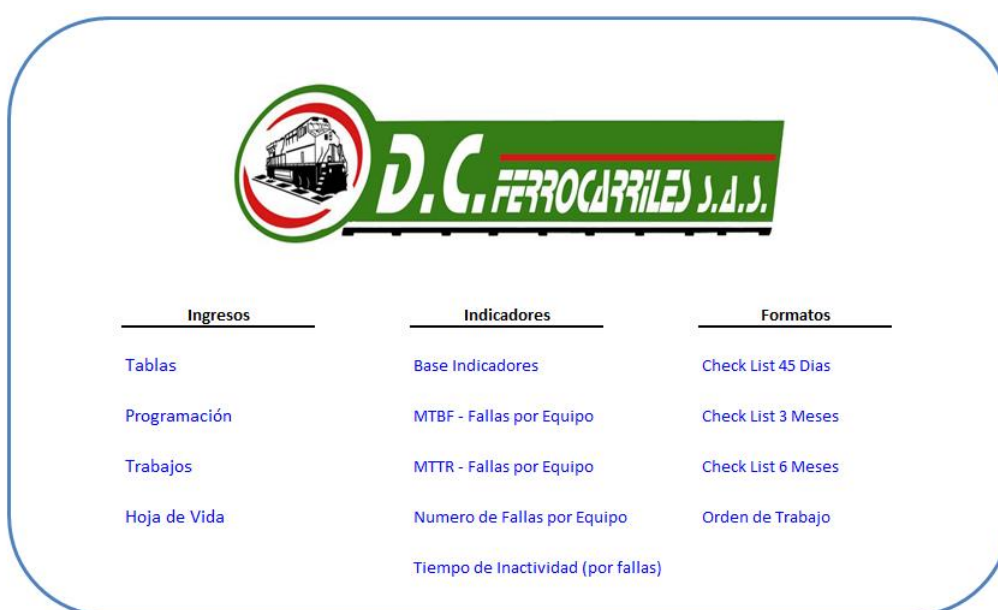 D.C. FERROCARRILES S.A.S.
Ingresos
Tablas
Programación
Trabajos
Hoja de Vida
Indicadores
Base Indicadores
MTBF - Fallas por Equipo
MTTR - Fallas por Equipo
Numero de Fallas por Equipo
Tiempo de Inactividad (por fallas)
Formatos
Check List 45 Dias
Check List 3 Meses
Check List 6 Meses
Orden de Trabajo